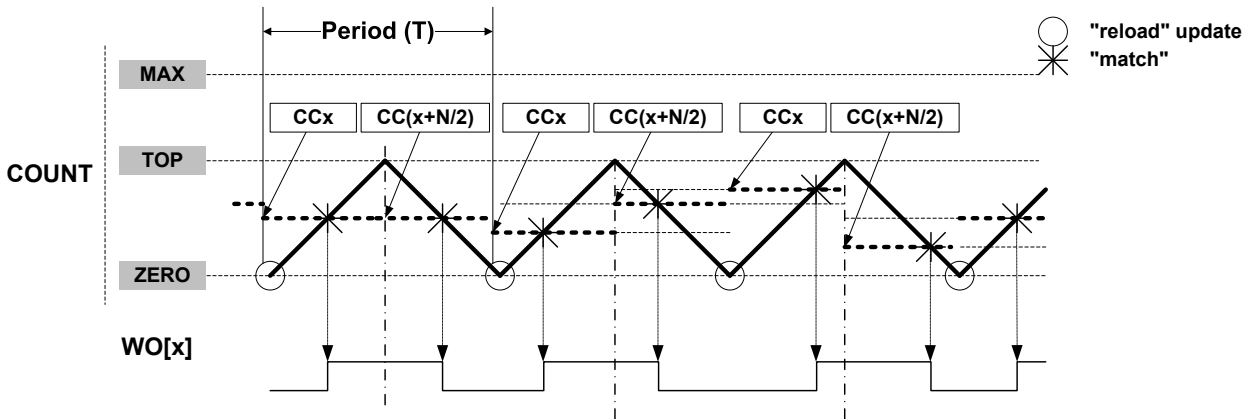 Period (T)
"reload" update
"match"
MAX
CCx
CC(x+N/2)
CCx
CC(x+N/2)
CCx
CC(x+N/2)
TOP
COUNT
ZERO
WO[x]